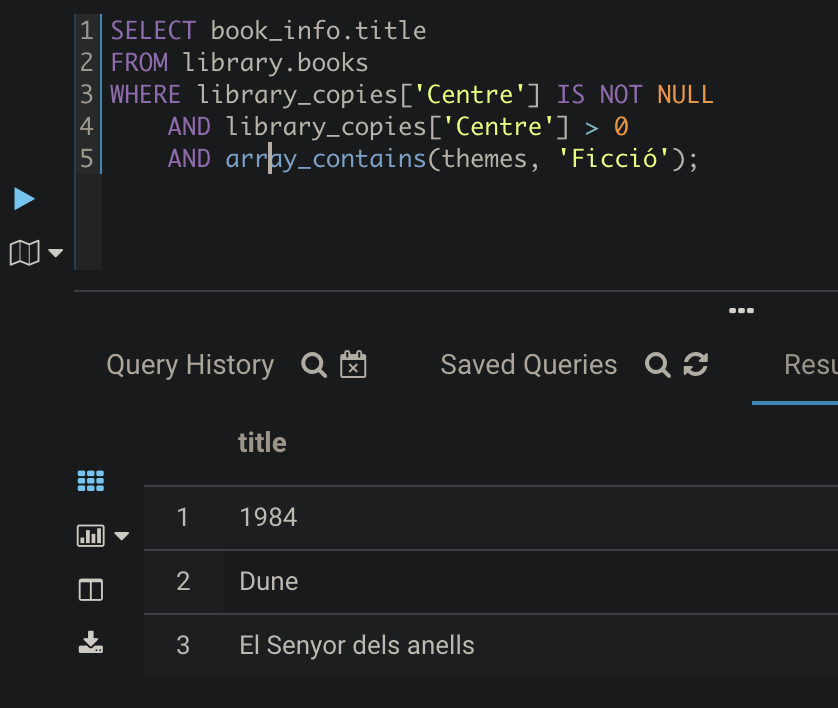 1 SELECT book_info.title
2 FROM library.books
3 WHERE library_copies['Centre'] IS NOT NULL
4 AND library_copies['Centre'] > 0
5 AND array_contains(themes, 'Ficció');
Query History Saved Queries Resu
title
1 1984
2 Dune
3 El Senyor dels anells